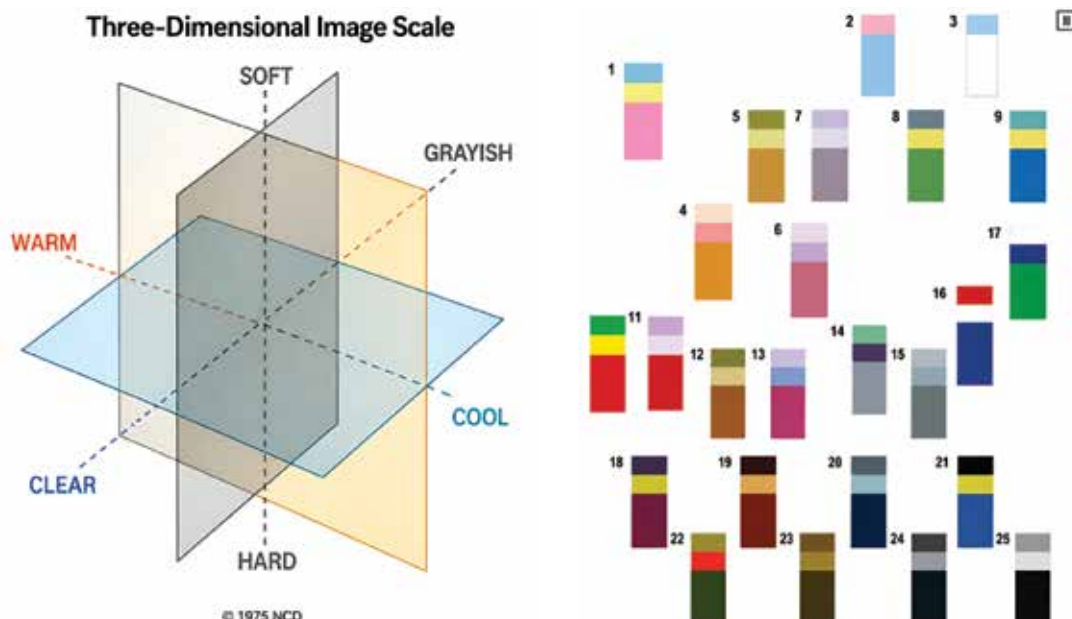 Three-Dimensional Image Scale
SOFT
GRAYISH
WARM
COOL
CLEAR
HARD
© 1975 NCD
2 3
1
5 7 8 9
4 6
17
16
11
14
12 13 15
18 19 20 21
22 23 24 25